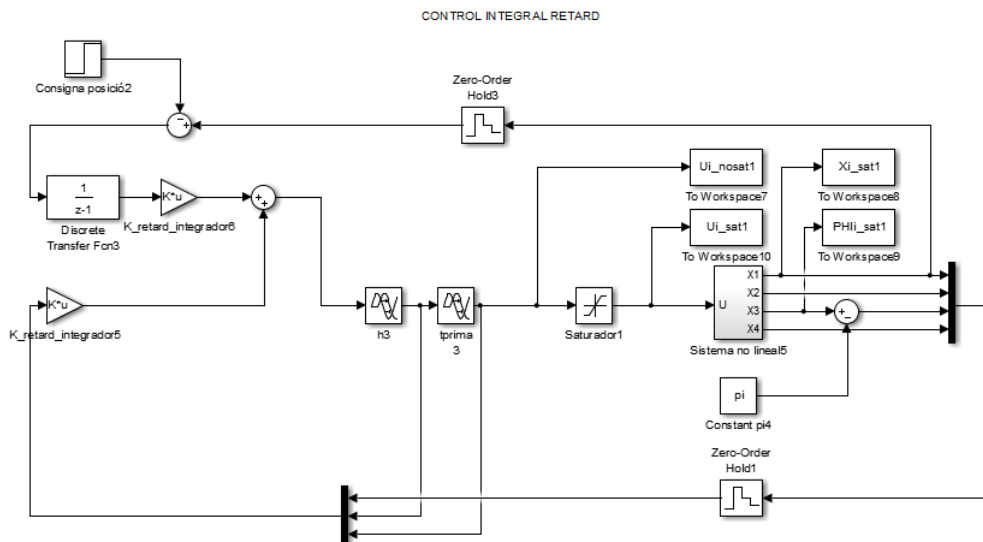 CONTROL INTEGRAL RETARD
Consigna posició2
Zero-Order
Hold3
Ui_nosat1
To Workspace7
Xi_sat1
To Workspace8
1
z-1
Discrete
Transfer Fcn3
K*u
K_retard_integrador6
Ui_sat1
To Workspace10
PHIi_sat1
To Workspace9
K*u
K_retard_integrador5
h3
tprima
3
Saturador1
U
X1
X2
X3
X4
Sistema no lineal5
pi
Constant pi4
Zero-Order
Hold1